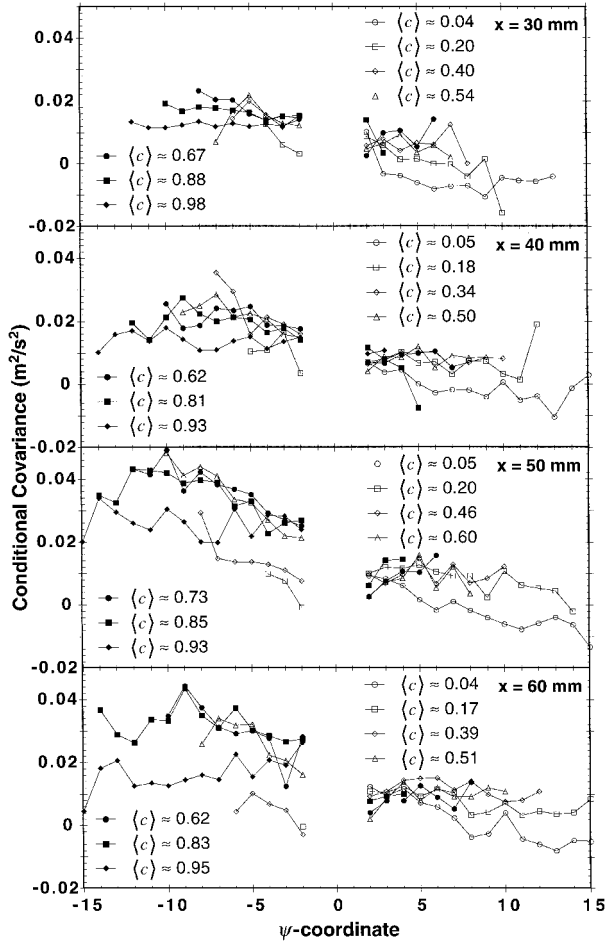 0.04
0.02
0
-0.02
⟨c⟩ ≈ 0.04
⟨c⟩ ≈ 0.20
⟨c⟩ ≈ 0.40
⟨c⟩ ≈ 0.54
x = 30 mm
⟨c⟩ ≈ 0.67
⟨c⟩ ≈ 0.88
⟨c⟩ ≈ 0.98
0.04
0.02
0
-0.02
⟨c⟩ ≈ 0.05
⟨c⟩ ≈ 0.18
⟨c⟩ ≈ 0.34
⟨c⟩ ≈ 0.50
x = 40 mm
⟨c⟩ ≈ 0.62
⟨c⟩ ≈ 0.81
⟨c⟩ ≈ 0.93
Conditional Covariance (m²/s²)
0.04
0.02
0
-0.02
⟨c⟩ ≈ 0.05
⟨c⟩ ≈ 0.20
⟨c⟩ ≈ 0.46
⟨c⟩ ≈ 0.60
x = 50 mm
⟨c⟩ ≈ 0.73
⟨c⟩ ≈ 0.85
⟨c⟩ ≈ 0.93
0.04
0.02
0
-0.02
⟨c⟩ ≈ 0.04
⟨c⟩ ≈ 0.17
⟨c⟩ ≈ 0.39
⟨c⟩ ≈ 0.51
x = 60 mm
⟨c⟩ ≈ 0.62
⟨c⟩ ≈ 0.83
⟨c⟩ ≈ 0.95
-15 -10 -5 0 5 10 15
ψ-coordinate